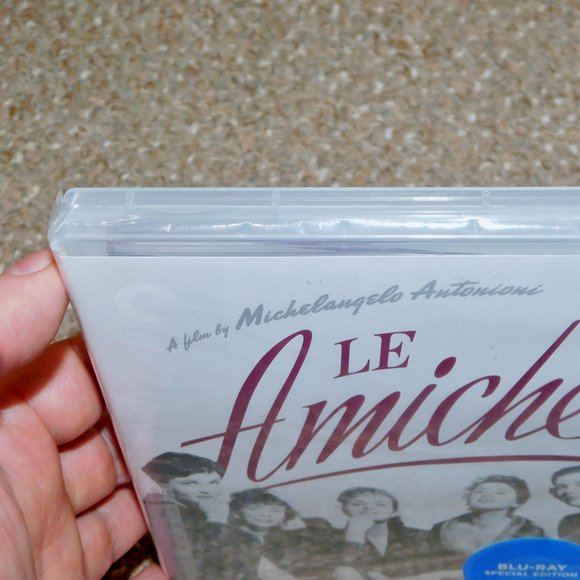 A film by Michelangelo Antonioni
LE
Amiche
BLU-RAY
SPECIAL EDITION